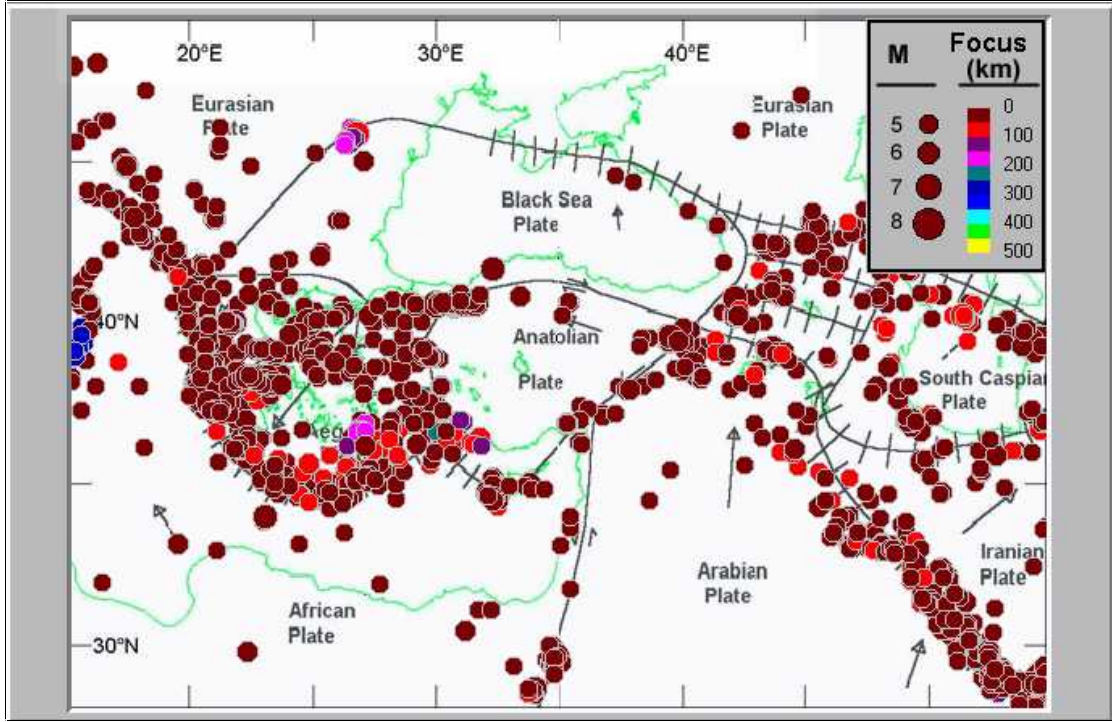 20°E 30°E 40°E
M Focus
(km)
0
5 100
6 200
7 300
8 400
500
Eurasian
Plate
Eurasian
Plate
Black Sea
Plate
40°N
Anatolian
Plate
South Caspian
Plate
Arabian
Plate
Iranian
Plate
African
Plate
30°N